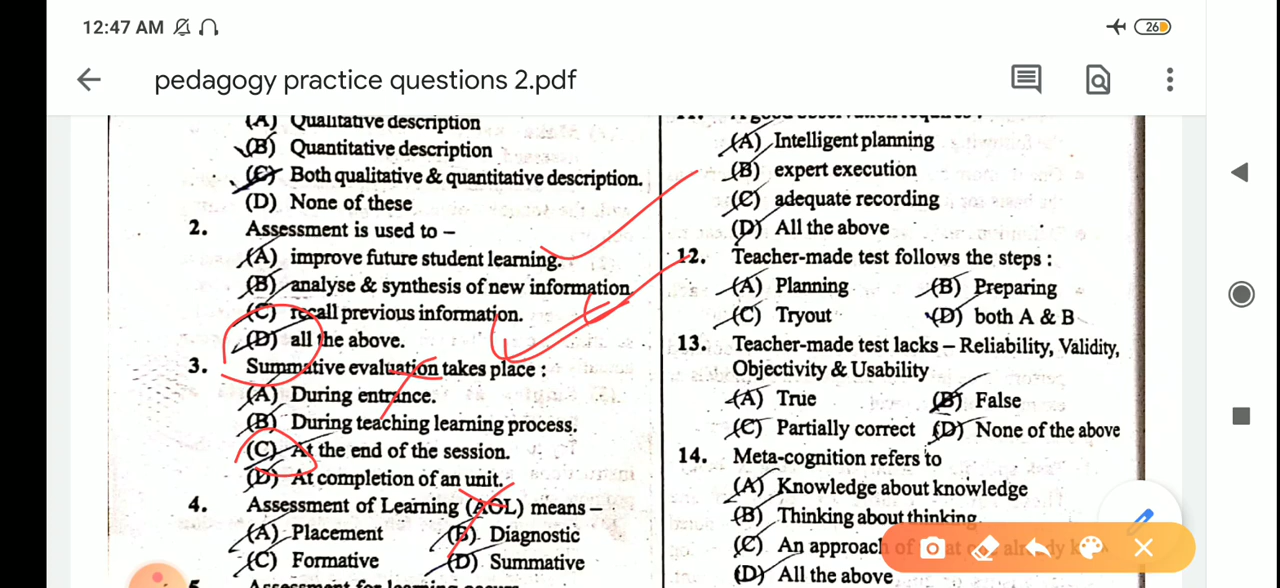 12:47 AM
26
pedagogy practice questions 2.pdf
(A) Qualitative description
(B) Quantitative description
(C) Both qualitative & quantitative description.
(D) None of these
2. Assessment is used to –
(A) improve future student learning.
(B) analyse & synthesis of new information.
(C) recall previous information.
(D) all the above.
3. Summative evaluation takes place :
(A) During entrance.
(B) During teaching learning process.
(C) At the end of the session.
(D) At completion of an unit.
4. Assessment of Learning (AOL) means –
(A) Placement (B) Diagnostic
(C) Formative (D) Summative
(A) Intelligent planning
(B) expert execution
(C) adequate recording
(D) All the above
12. Teacher-made test follows the steps :
(A) Planning (B) Preparing
(C) Tryout (D) both A & B
13. Teacher-made test lacks – Reliability, Validity,
Objectivity & Usability
(A) True (B) False
(C) Partially correct (D) None of the above
14. Meta-cognition refers to
(A) Knowledge about knowledge
(B) Thinking about thinking
(C) An approach
(D) All the above